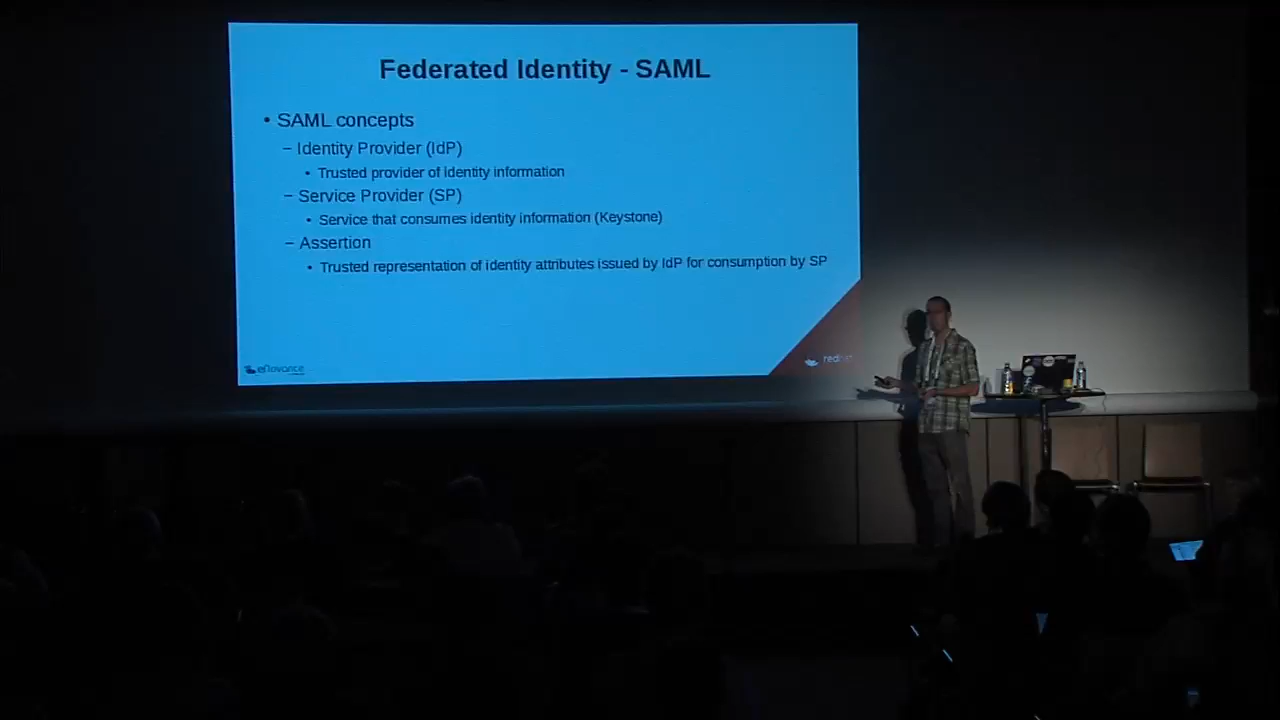 Federated Identity - SAML
• SAML concepts
– Identity Provider (IdP)
• Trusted provider of identity information
– Service Provider (SP)
• Service that consumes identity information (Keystone)
– Assertion
• Trusted representation of identity attributes issued by IdP for consumption by SP
enovance